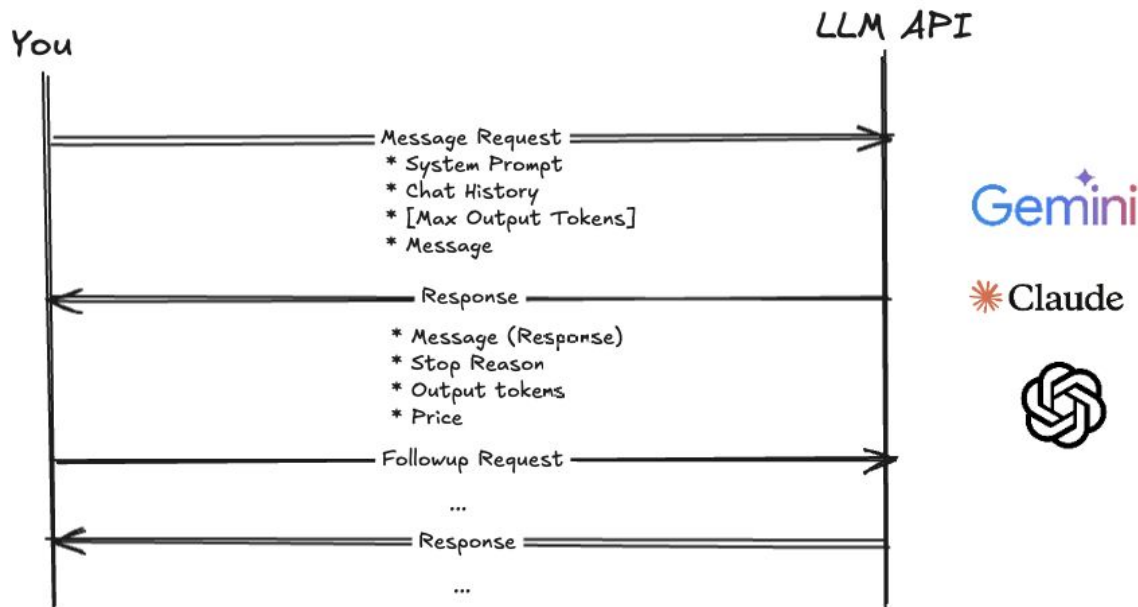 You
LLM API
Message Request
* System Prompt
* Chat History
* [Max Output Tokens]
* Message
Gemini
Response
Claude
* Message (Response)
* Stop Reason
* Output tokens
* Price
Followup Request
...
Response
...